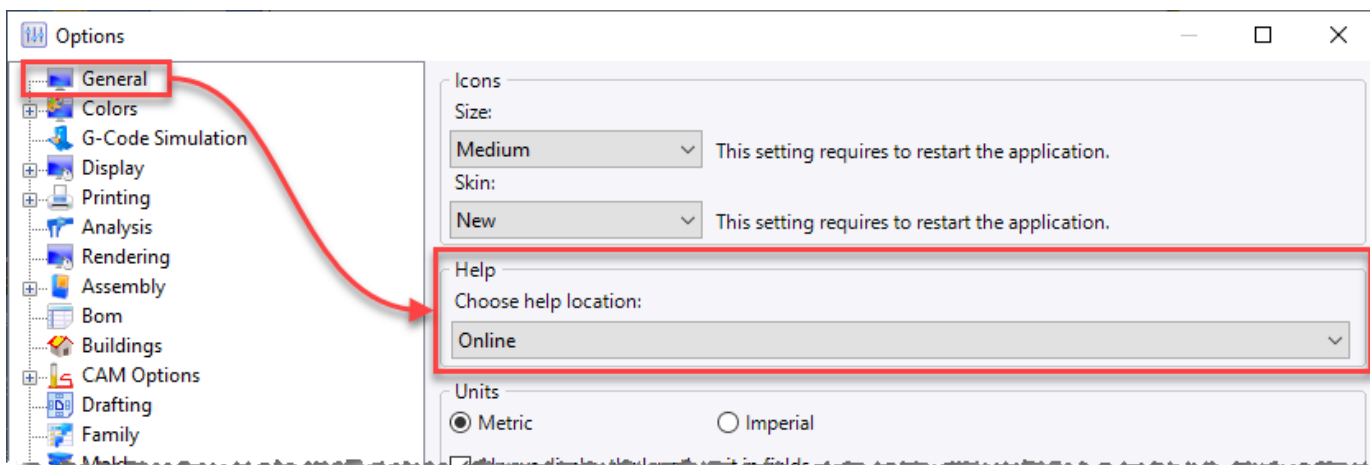 Options
General
Colors
G-Code Simulation
Display
Printing
Analysis
Rendering
Assembly
Bom
Buildings
CAM Options
Drafting
Family
Icons
Size:
Medium This setting requires to restart the application.
Skin:
New This setting requires to restart the application.
Help
Choose help location:
Online
Units
Metric Imperial